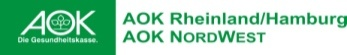 AOK
Die Gesundheitskasse.
AOK Rheinland/Hamburg
AOK NORDWEST